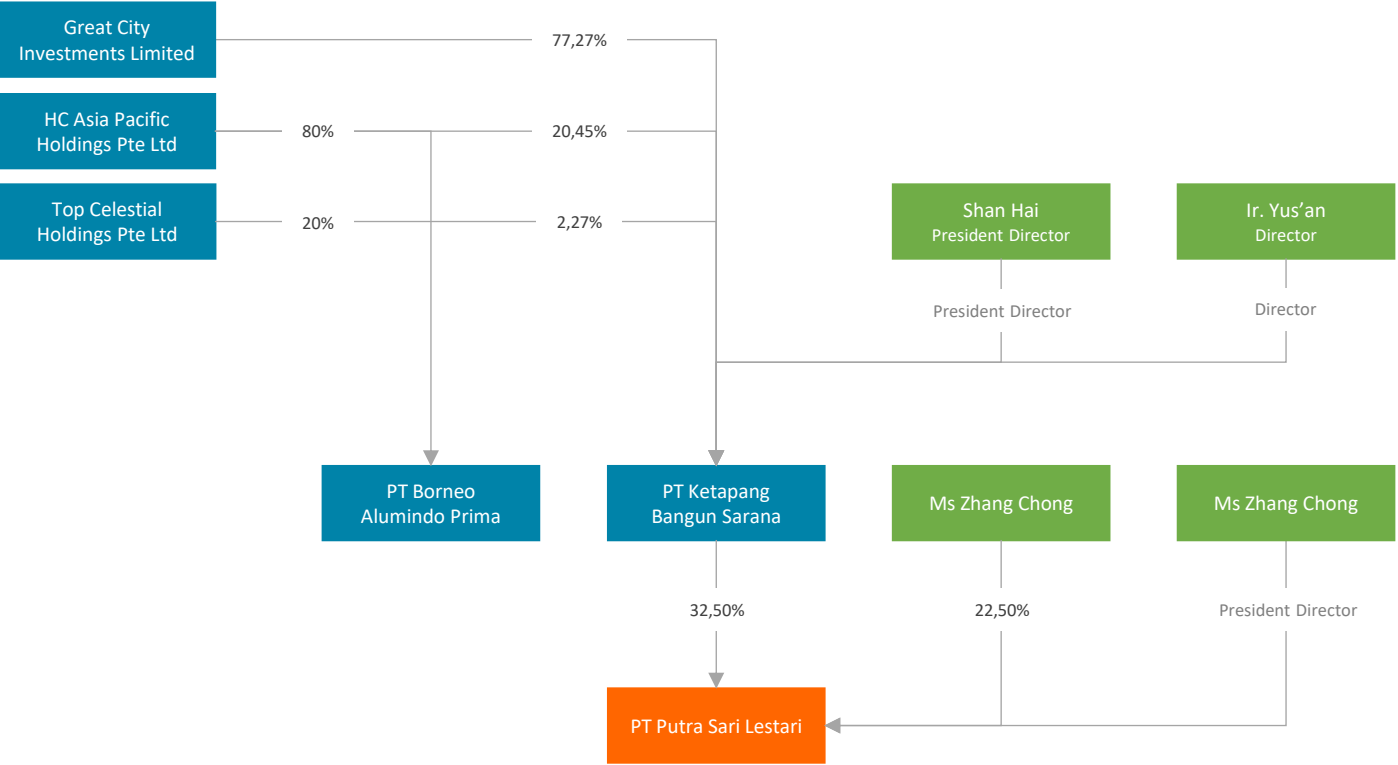 Great City
Investments Limited
77,27%
HC Asia Pacific
Holdings Pte Ltd
80%
20,45%
Top Celestial
Holdings Pte Ltd
20%
2,27%
Shan Hai
President Director
Ir. Yus’an
Director
President Director
Director
PT Borneo
Alumindo Prima
PT Ketapang
Bangun Sarana
Ms Zhang Chong
Ms Zhang Chong
32,50%
22,50%
President Director
PT Putra Sari Lestari